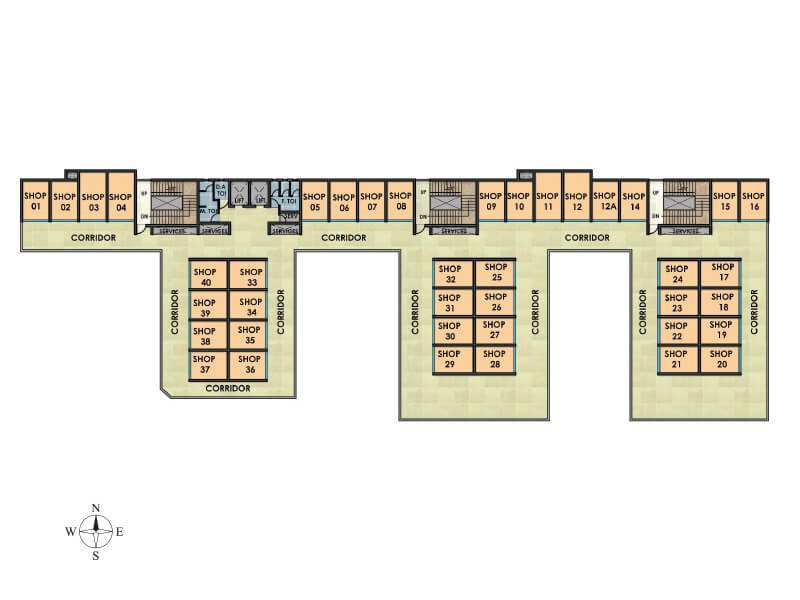 SHOP 01
SHOP 02
SHOP 03
SHOP 04
UP
DN
SERVICES
D.A TOI
M. TOI
SERVICES
LIFT
LIFT
F. TOI
SERV
SERVICES
SHOP 05
SHOP 06
SHOP 07
SHOP 08
UP
DN
SERVICES
SHOP 09
SHOP 10
SHOP 11
SHOP 12
SHOP 12A
SHOP 14
UP
DN
SERVICES
SHOP 15
SHOP 16
CORRIDOR
CORRIDOR
CORRIDOR
CORRIDOR
SHOP 40
SHOP 33
SHOP 39
SHOP 34
SHOP 38
SHOP 35
SHOP 37
SHOP 36
CORRIDOR
CORRIDOR
CORRIDOR
SHOP 32
SHOP 25
SHOP 31
SHOP 26
SHOP 30
SHOP 27
SHOP 29
SHOP 28
CORRIDOR
CORRIDOR
SHOP 24
SHOP 17
SHOP 23
SHOP 18
SHOP 22
SHOP 19
SHOP 21
SHOP 20
CORRIDOR
N
W E
S